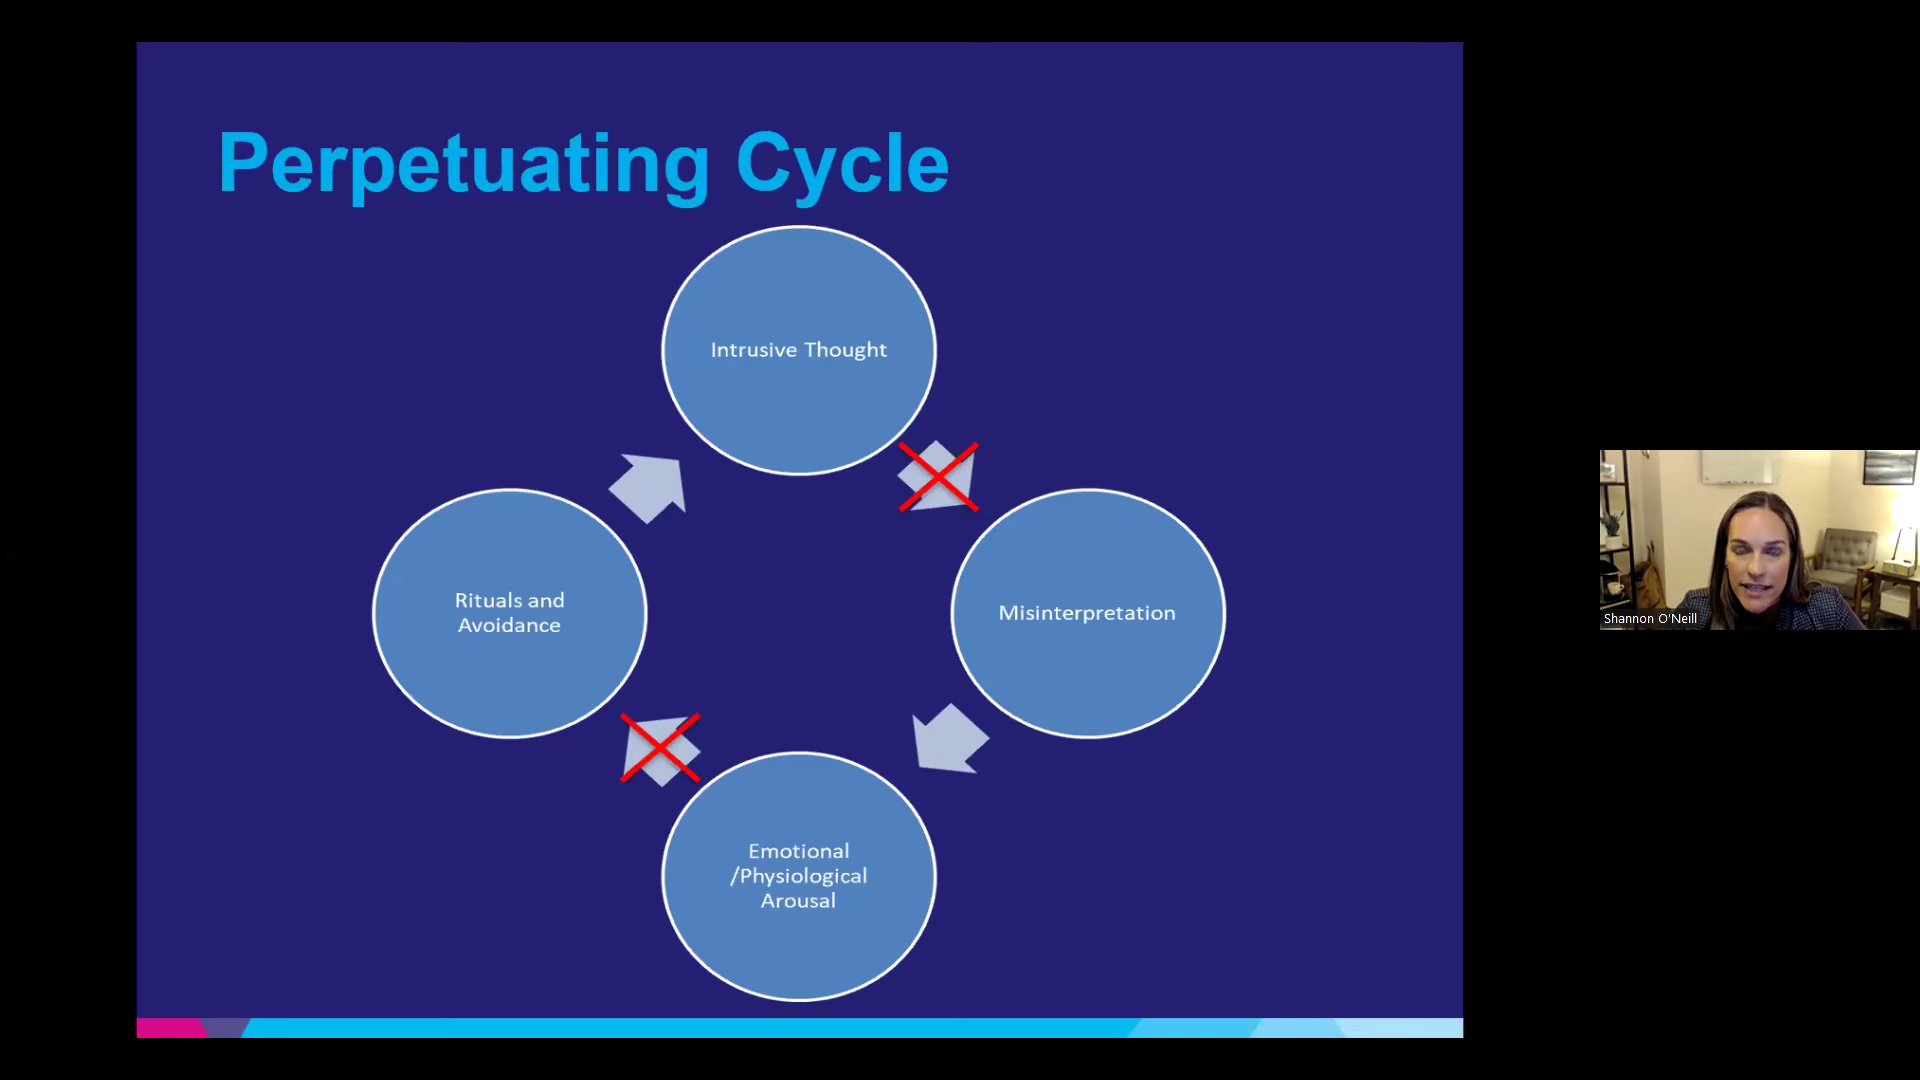 Perpetuating Cycle
Intrusive Thought
Rituals and
Avoidance
Misinterpretation
Emotional
/Physiological
Arousal
Shannon O'Neill